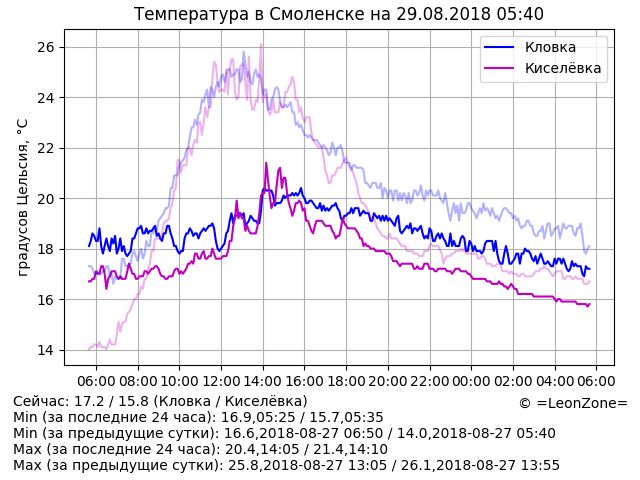 Температура в Смоленске на 29.08.2018 05:40
Кловка
Киселёвка
градусов Цельсия, °C
26
24
22
20
18
16
14
06:00 08:00 10:00 12:00 14:00 16:00 18:00 20:00 22:00 00:00 02:00 04:00 06:00
Сейчас: 17.2 / 15.8 (Кловка / Киселёвка)
© =LeonZone=
Min (за последние 24 часа): 16.9,05:25 / 15.7,05:35
Min (за предыдущие сутки): 16.6,2018-08-27 06:50 / 14.0,2018-08-27 05:40
Max (за последние 24 часа): 20.4,14:05 / 21.4,14:10
Max (за предыдущие сутки): 25.8,2018-08-27 13:05 / 26.1,2018-08-27 13:55